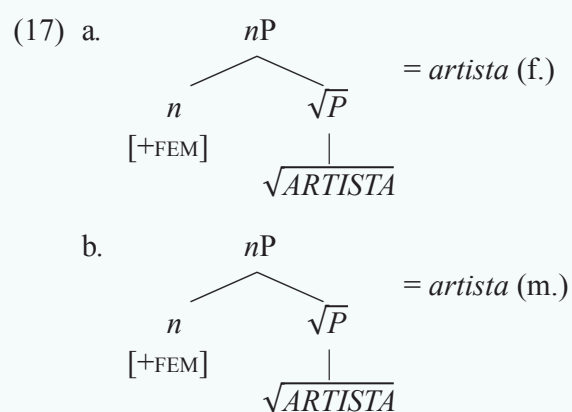 (17) a. nP
= artista (f.)
n √P
[+FEM]
√ARTISTA
b. nP
= artista (m.)
n √P
[+FEM]
√ARTISTA